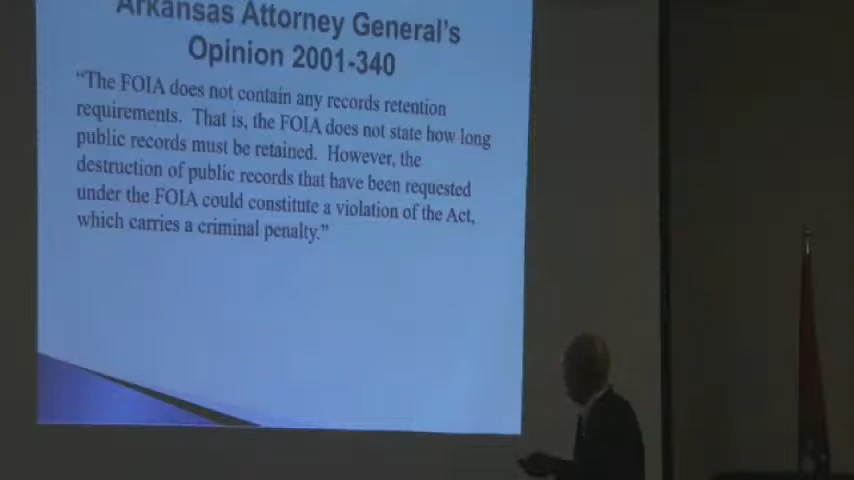 Arkansas Attorney General's
Opinion 2001-340
“The FOIA does not contain any records retention
requirements. That is, the FOIA does not state how long
public records must be retained. However, the
destruction of public records that have been requested
under the FOIA could constitute a violation of the Act,
which carries a criminal penalty.”